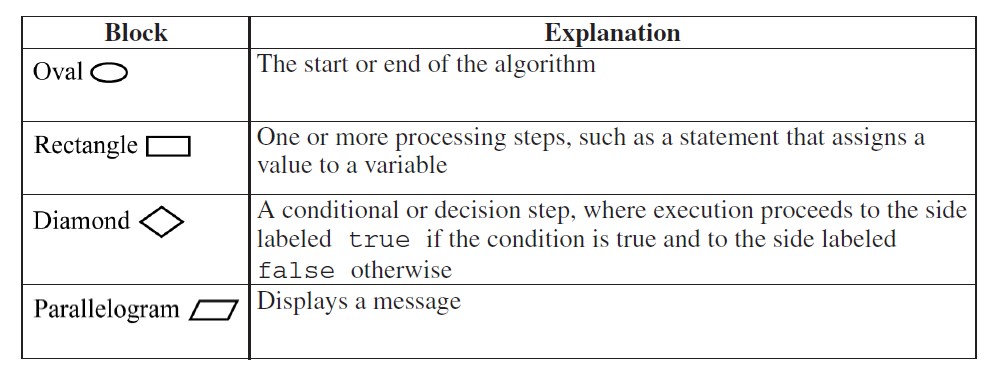 Block Explanation
Oval The start or end of the algorithm
Rectangle One or more processing steps, such as a statement that assigns a
value to a variable
Diamond A conditional or decision step, where execution proceeds to the side
labeled true if the condition is true and to the side labeled
false otherwise
Parallelogram Displays a message